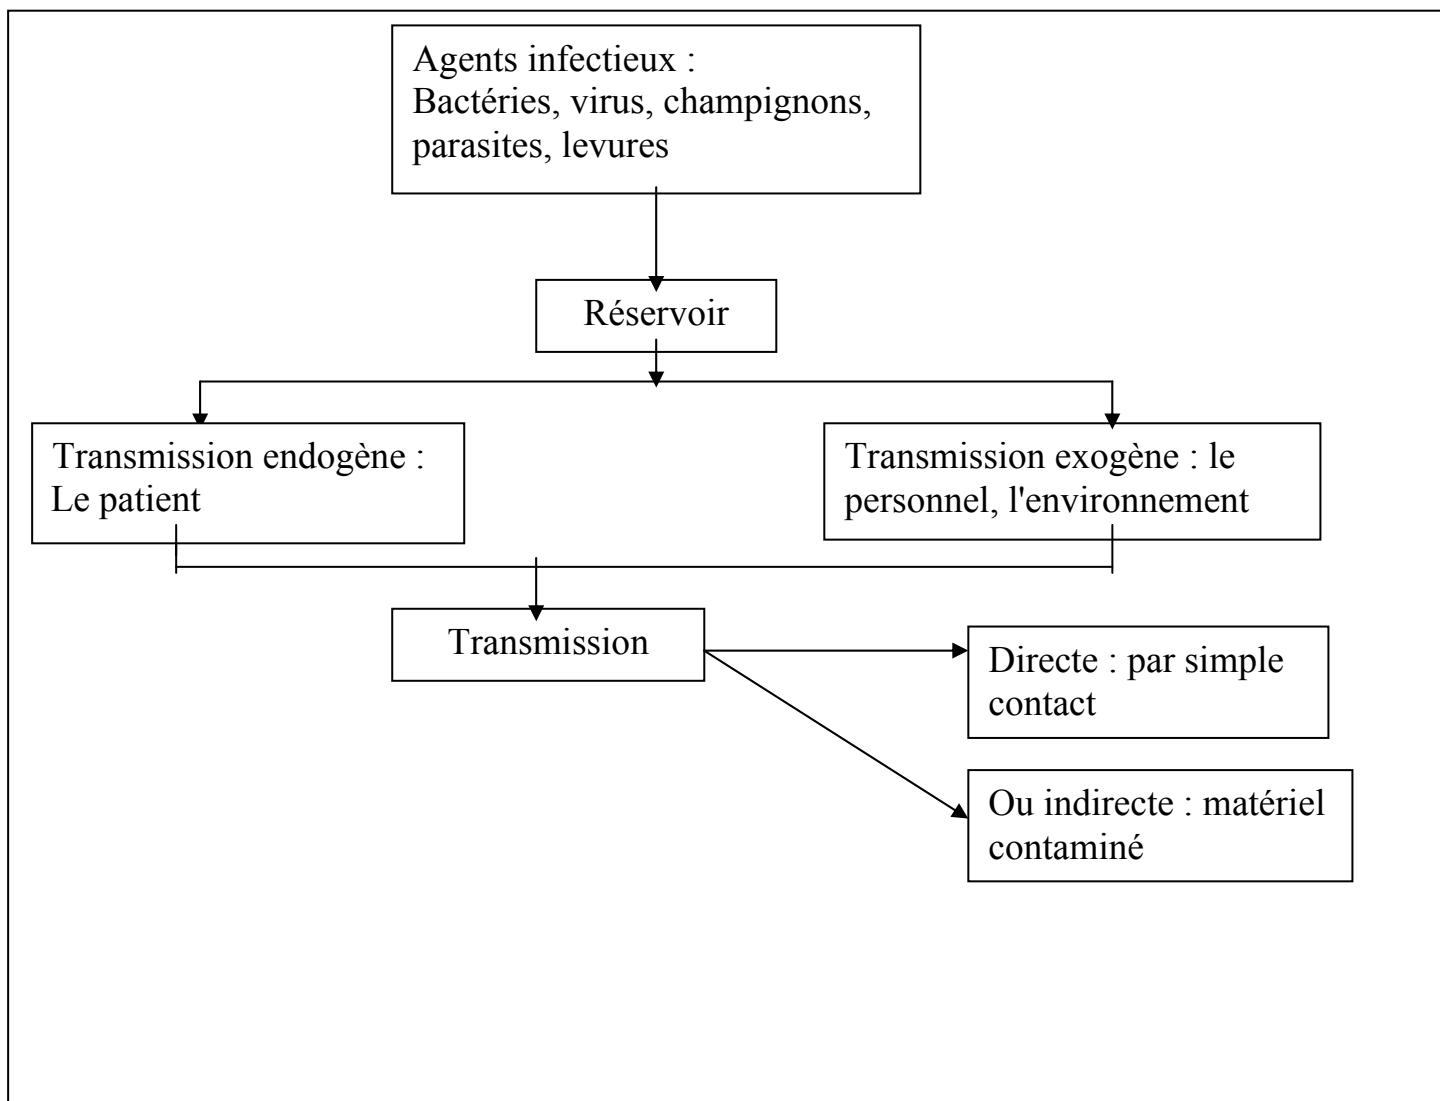 Agents infectieux :
Bactéries, virus, champignons,
parasites, levures
Réservoir
Transmission endogène :
Le patient
Transmission exogène : le
personnel, l'environnement
Transmission
Directe : par simple
contact
Ou indirecte : matériel
contaminé